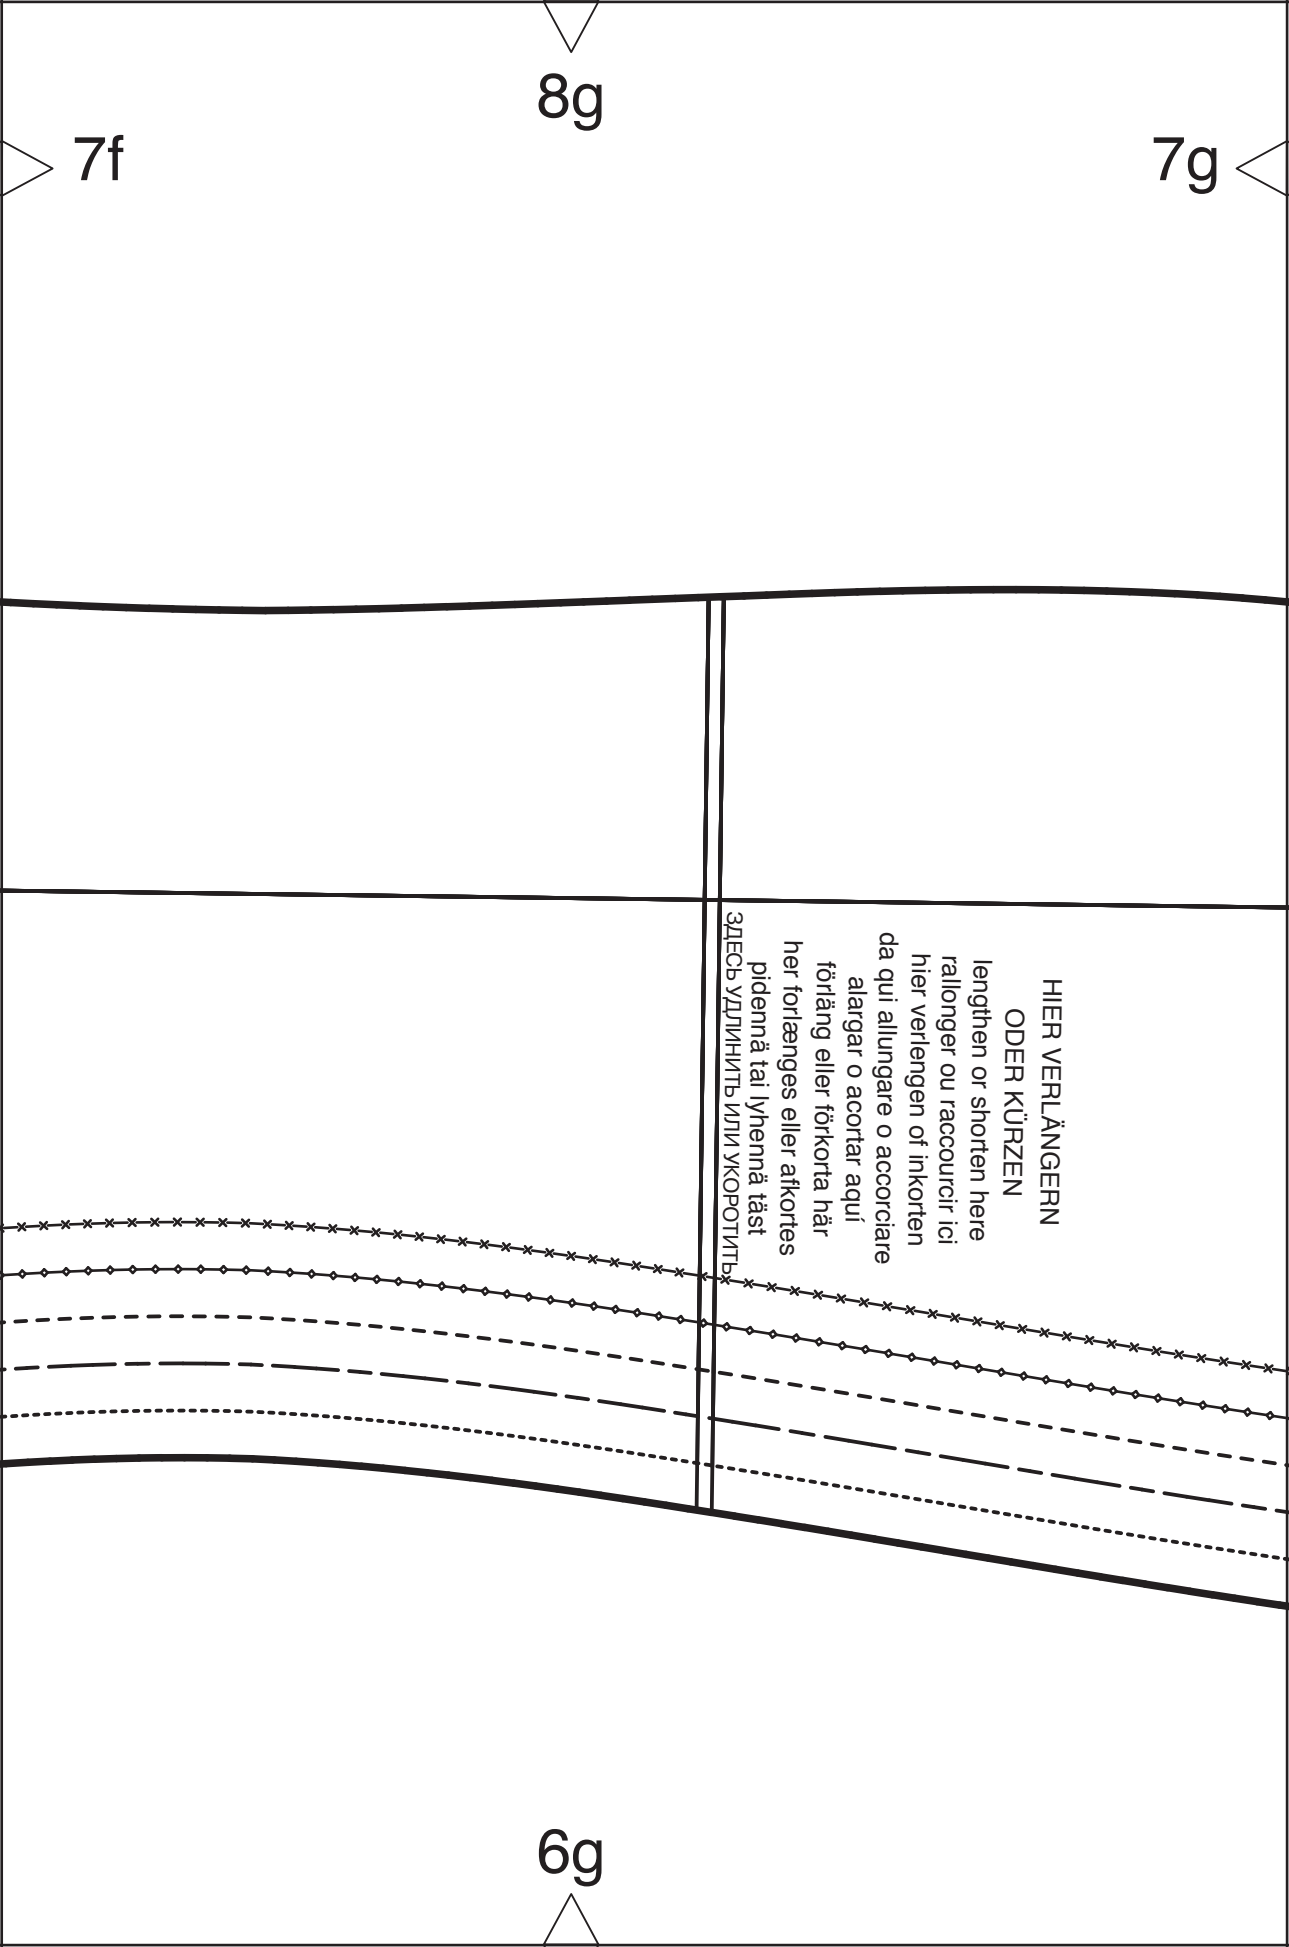 8g
7f
7g
HIER VERLÄNGERN
ODER KÜRZEN
lengthen or shorten here
rallonger ou raccourcir ici
hier verlengen of inkorten
da qui allungare o accorciare
alargar o acortar aquí
förläng eller förkorta här
her forlænges eller afkortes
pidennä tai lyhennä täst
ЗДЕСЬ УДЛИНИТЬ ИЛИ УКОРОТИТЬ
6g